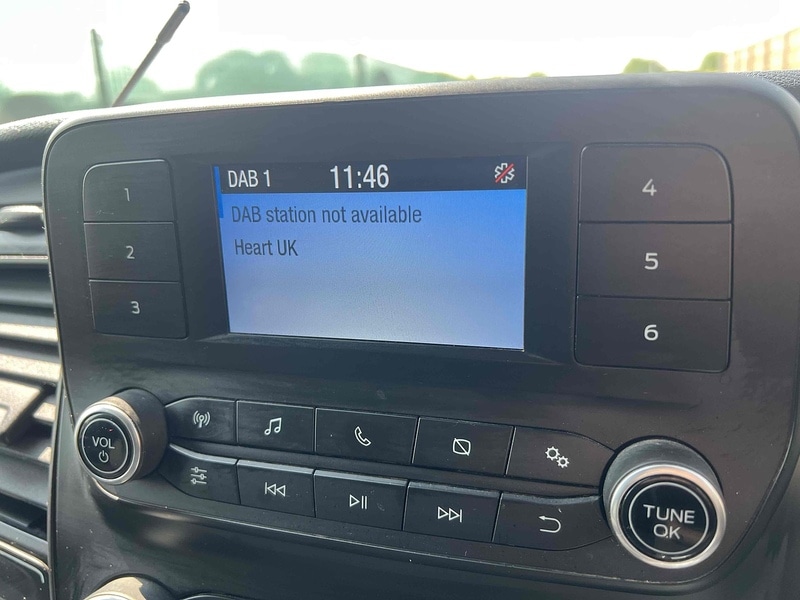 DAB 1 11:46
DAB station not available
Heart UK
1
2
3
4
5
6
VOL
TUNE
OK